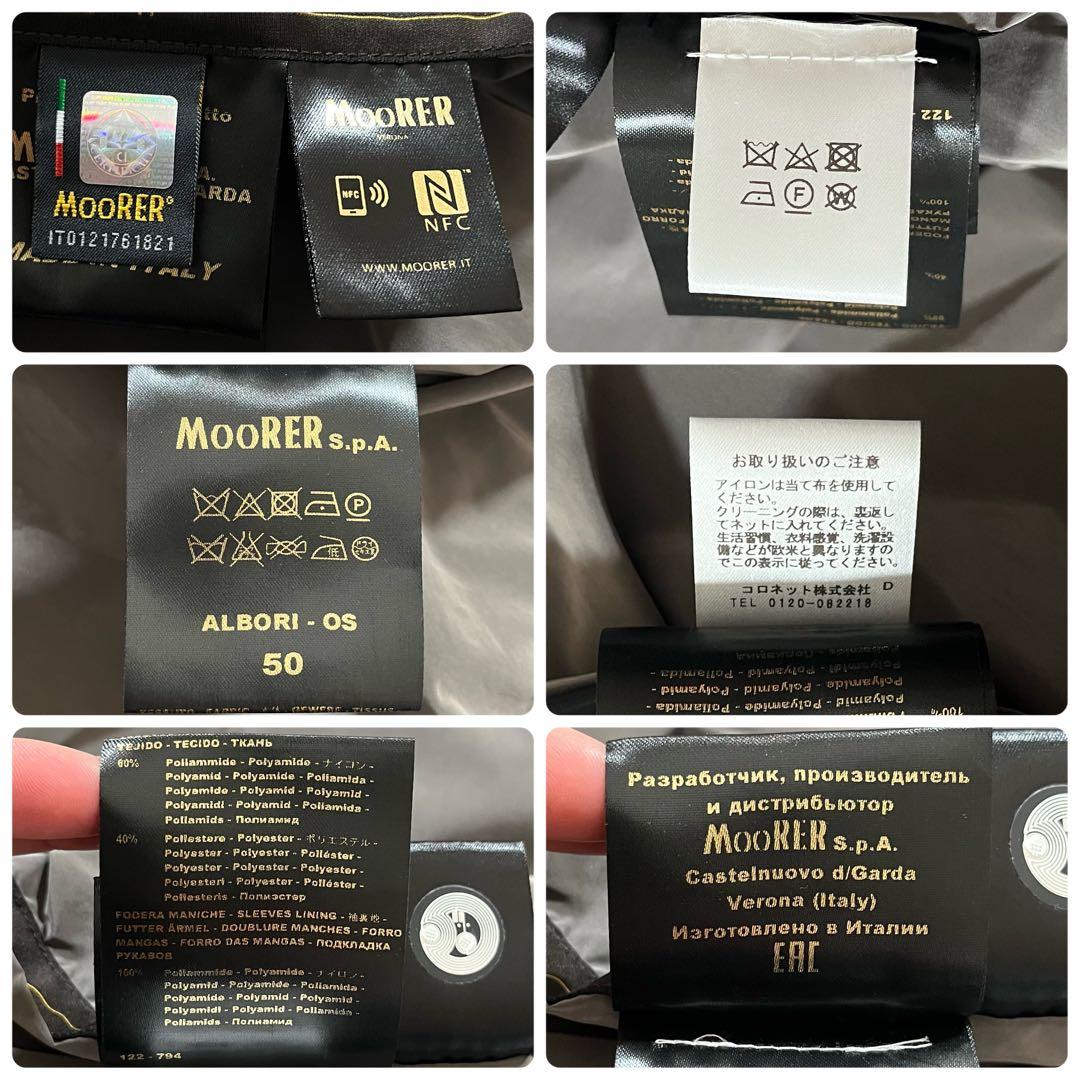 MOORER®
IT0121761821
ARDA
MOORER
VERONA
NFC
NFC
WWW.MOORER.IT
122
F
W
MOORER S.p.A.
P
低
ALBORI - OS
50
お取り扱いのご注意
アイロンは当て布を使用して
ください。
クリーニングの際は、裏返し
てネットに入れてください。
生活習慣、衣料感覚、洗濯設
備などが欧米と異なりますの
でこの表示に従ってください。
コロネット株式会社 D
TEL 0120-082218
TEJIDO - TECIDO - ТКАНЬ
60% Poliammide - Polyamide - ナイロン -
Polyamid - Polyamide - Poliamida -
Polyamide - Polyamid - Polyamid -
Polyamidi - Polyamid - Poliamida -
Poliamids - Полиамид
40% Poliestere - Polyester - ポリエステル -
Polyester - Polyester - Poliéster -
Polyester - Polyester - Polyester -
Polyesteri - Polyester - Poliéster -
Poliesteris - Полиэстер
FODERA MANICHE - SLEEVES LINING - 袖裏地 -
FUTTER ÄRMEL - DOUBLURE MANCHES - FORRO
MANGAS - FORRO DAS MANGAS - ПОДКЛАДКА
РУКАВОВ
100% Poliammide - Polyamide - ナイロン -
Polyamid - Polyamide - Poliamida -
Polyamide - Polyamid - Polyamid -
Polyamidi - Polyamid - Poliamida -
Poliamids - Полиамид
122 - 794
Разработчик, производитель
и дистрибьютор
MOORER S.p.A.
Castelnuovo d/Garda
Verona (Italy)
Изготовлено в Италии
EAC